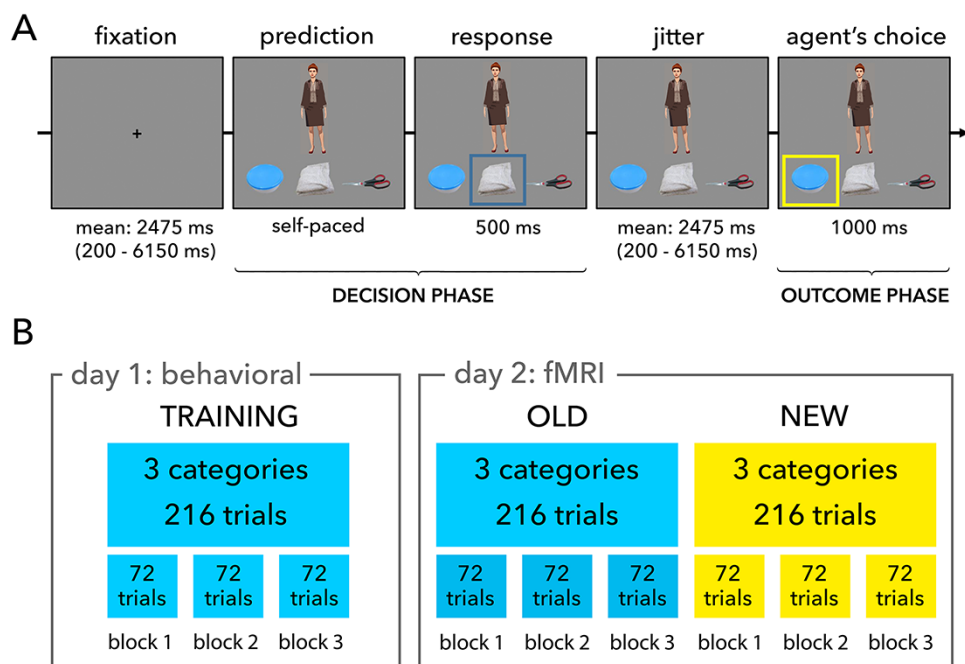 A
fixation
prediction
response
jitter
agent's choice
+
mean: 2475 ms
(200 - 6150 ms)
self-paced
500 ms
mean: 2475 ms
(200 - 6150 ms)
1000 ms
DECISION PHASE
OUTCOME PHASE
B
day 1: behavioral
day 2: fMRI
TRAINING
OLD
NEW
3 categories
216 trials
3 categories
216 trials
3 categories
216 trials
72
trials
72
trials
72
trials
72
trials
72
trials
72
trials
72
trials
72
trials
72
trials
block 1
block 2
block 3
block 1
block 2
block 3
block 1
block 2
block 3